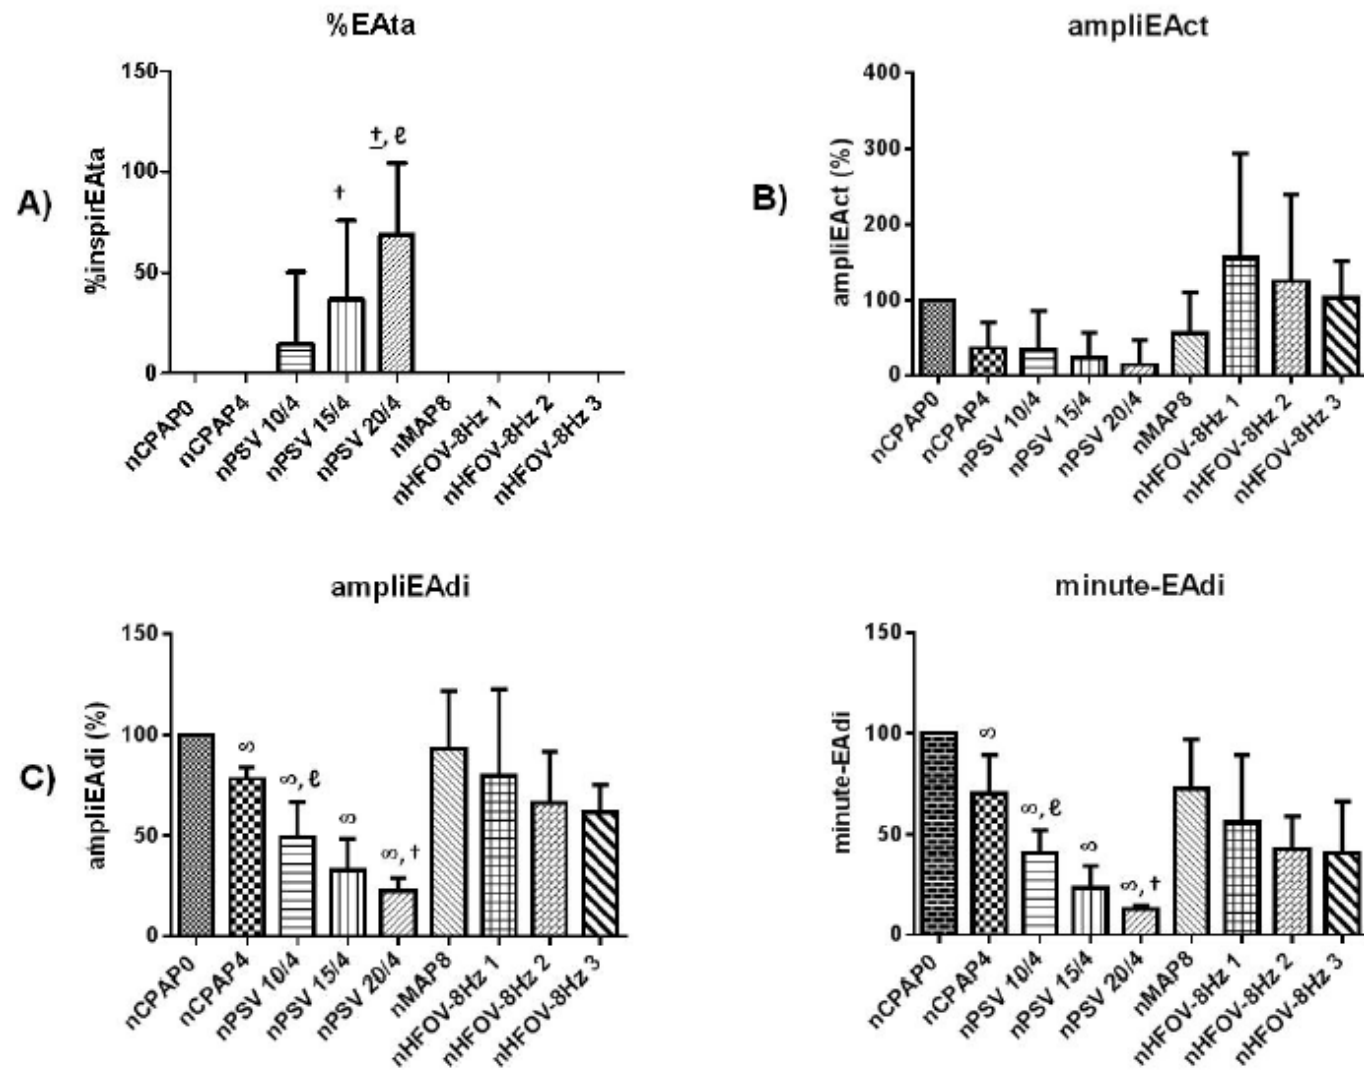 %EAta
A)
%inspirEAta
150
100
50
0
†
†, ℓ
nCPAP0
nCPAP4
nPSV 10/4
nPSV 15/4
nPSV 20/4
nMAP8
nHFOV-8Hz 1
nHFOV-8Hz 2
nHFOV-8Hz 3
ampliEAct
B)
ampliEAct (%)
400
300
200
100
0
nCPAP0
nCPAP4
nPSV 10/4
nPSV 15/4
nPSV 20/4
nMAP8
nHFOV-8Hz 1
nHFOV-8Hz 2
nHFOV-8Hz 3
ampliEAdi
C)
ampliEAdi (%)
150
100
50
0
∽
∽, ℓ
∽
∽, †
nCPAP0
nCPAP4
nPSV 10/4
nPSV 15/4
nPSV 20/4
nMAP8
nHFOV-8Hz 1
nHFOV-8Hz 2
nHFOV-8Hz 3
minute-EAdi
minute-EAdi
150
100
50
0
∽
∽, ℓ
∽
∽, †
nCPAP0
nCPAP4
nPSV 10/4
nPSV 15/4
nPSV 20/4
nMAP8
nHFOV-8Hz 1
nHFOV-8Hz 2
nHFOV-8Hz 3